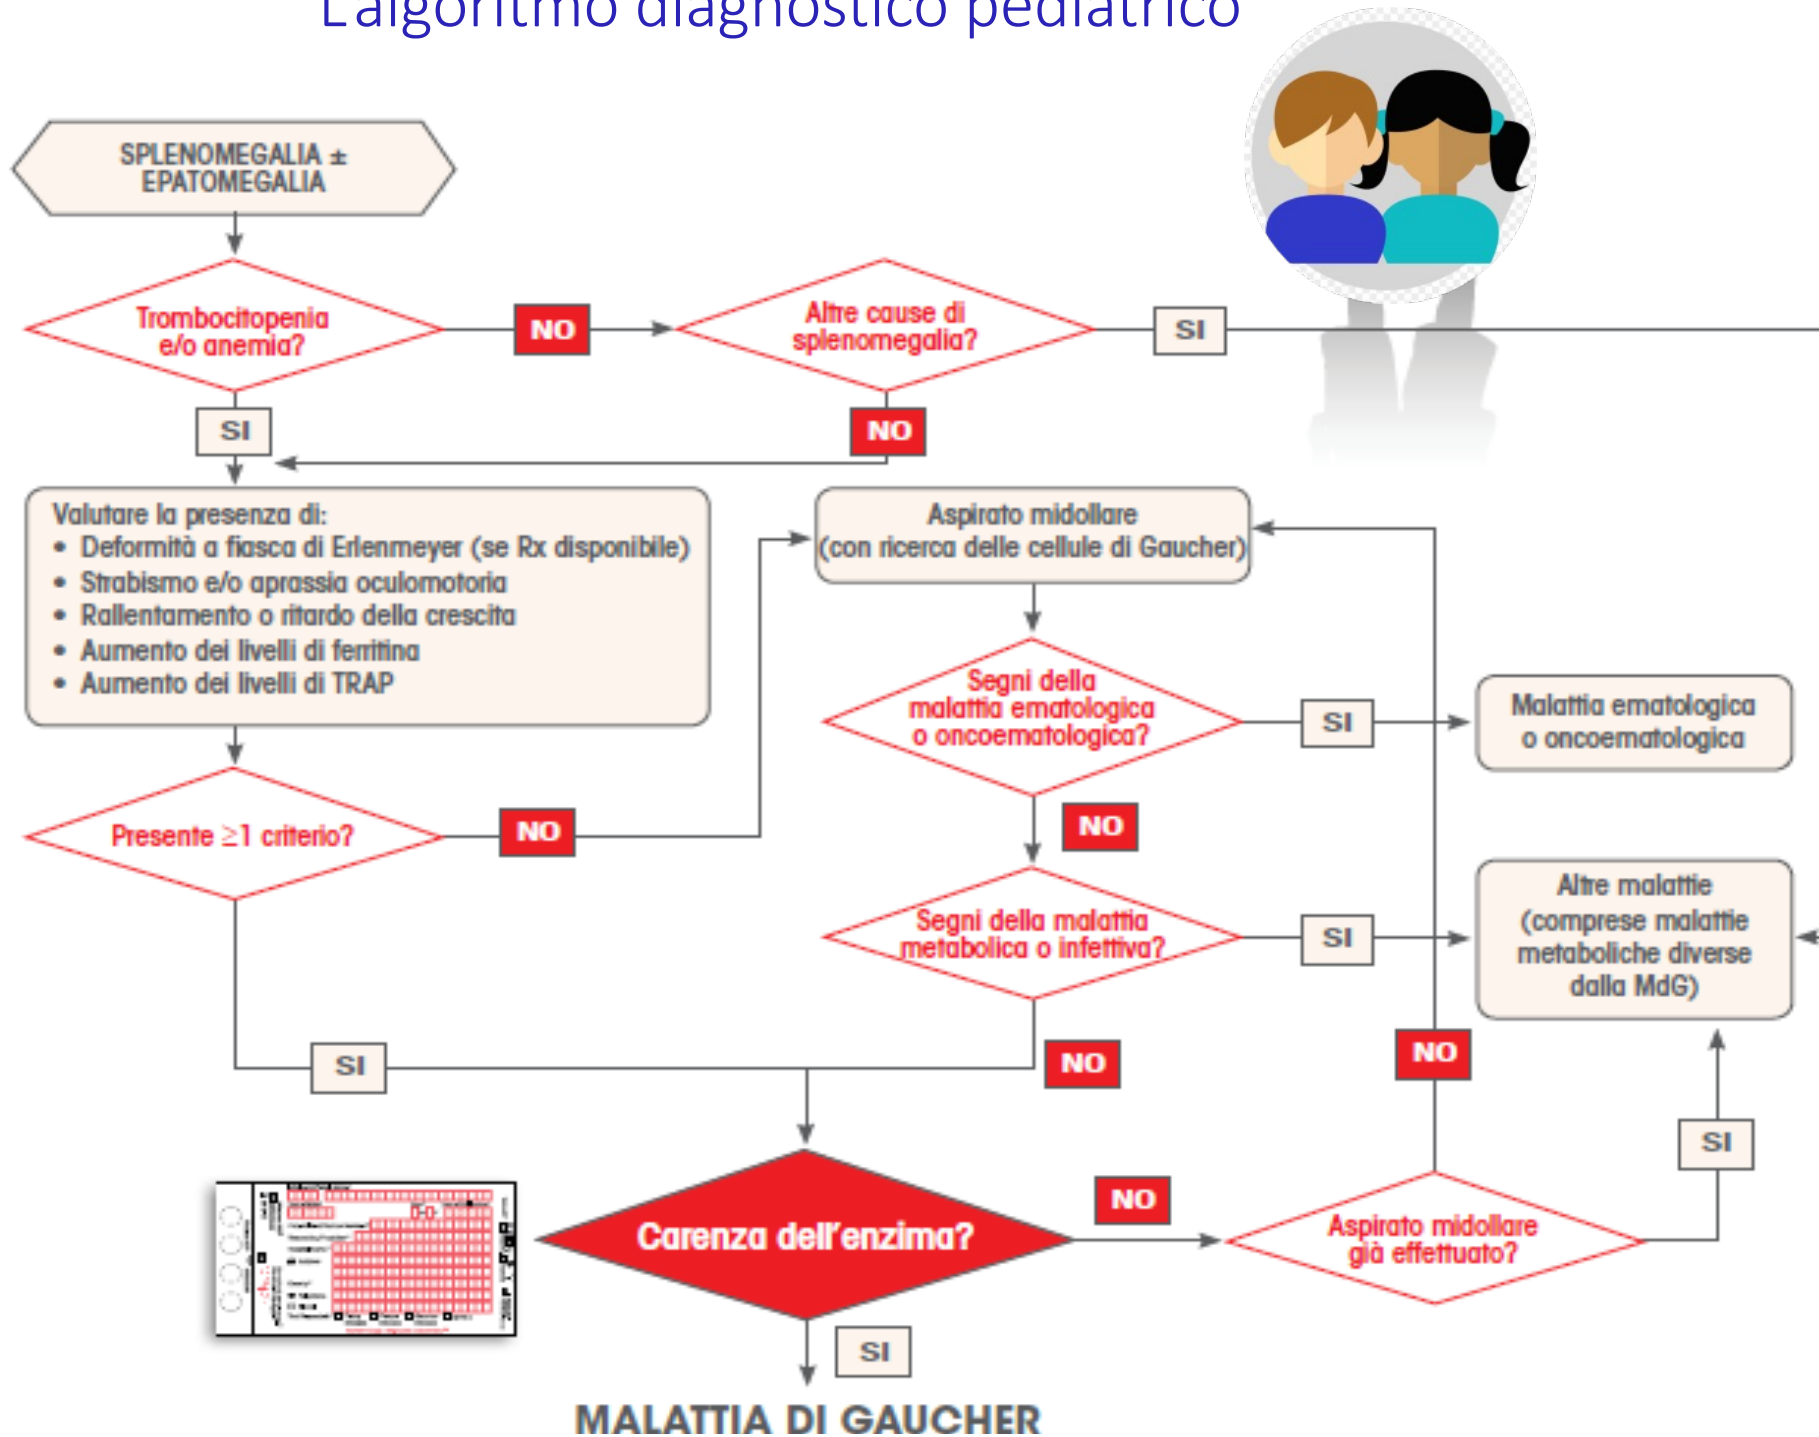 L'algoritmo diagnostico pediatrico
SPLENOMEGALIA ±
EPATOMEGALIA
Trombocitopenia
e/o anemia?
NO
Altre cause di
splenomegalia?
SI
SI
NO
Valutare la presenza di:
• Deformità a fiasca di Erlenmeyer (se Rx disponibile)
• Strabismo e/o aprassia oculomotoria
• Rallentamento o ritardo della crescita
• Aumento dei livelli di ferritina
• Aumento dei livelli di TRAP
Aspirato midollare
(con ricerca delle cellule di Gaucher)
Segni della
malattia ematologica
o oncoematologica?
SI
Malattia ematologica
o oncoematologica
Presente ≥1 criterio?
NO
NO
Segni della malattia
metabolica o infettiva?
SI
Altre malattie
(comprese malattie
metaboliche diverse
dalla MdG)
SI
NO
NO
SI
Carenza dell'enzima?
NO
Aspirato midollare
già effettuato?
SI
MALATTIA DI GAUCHER